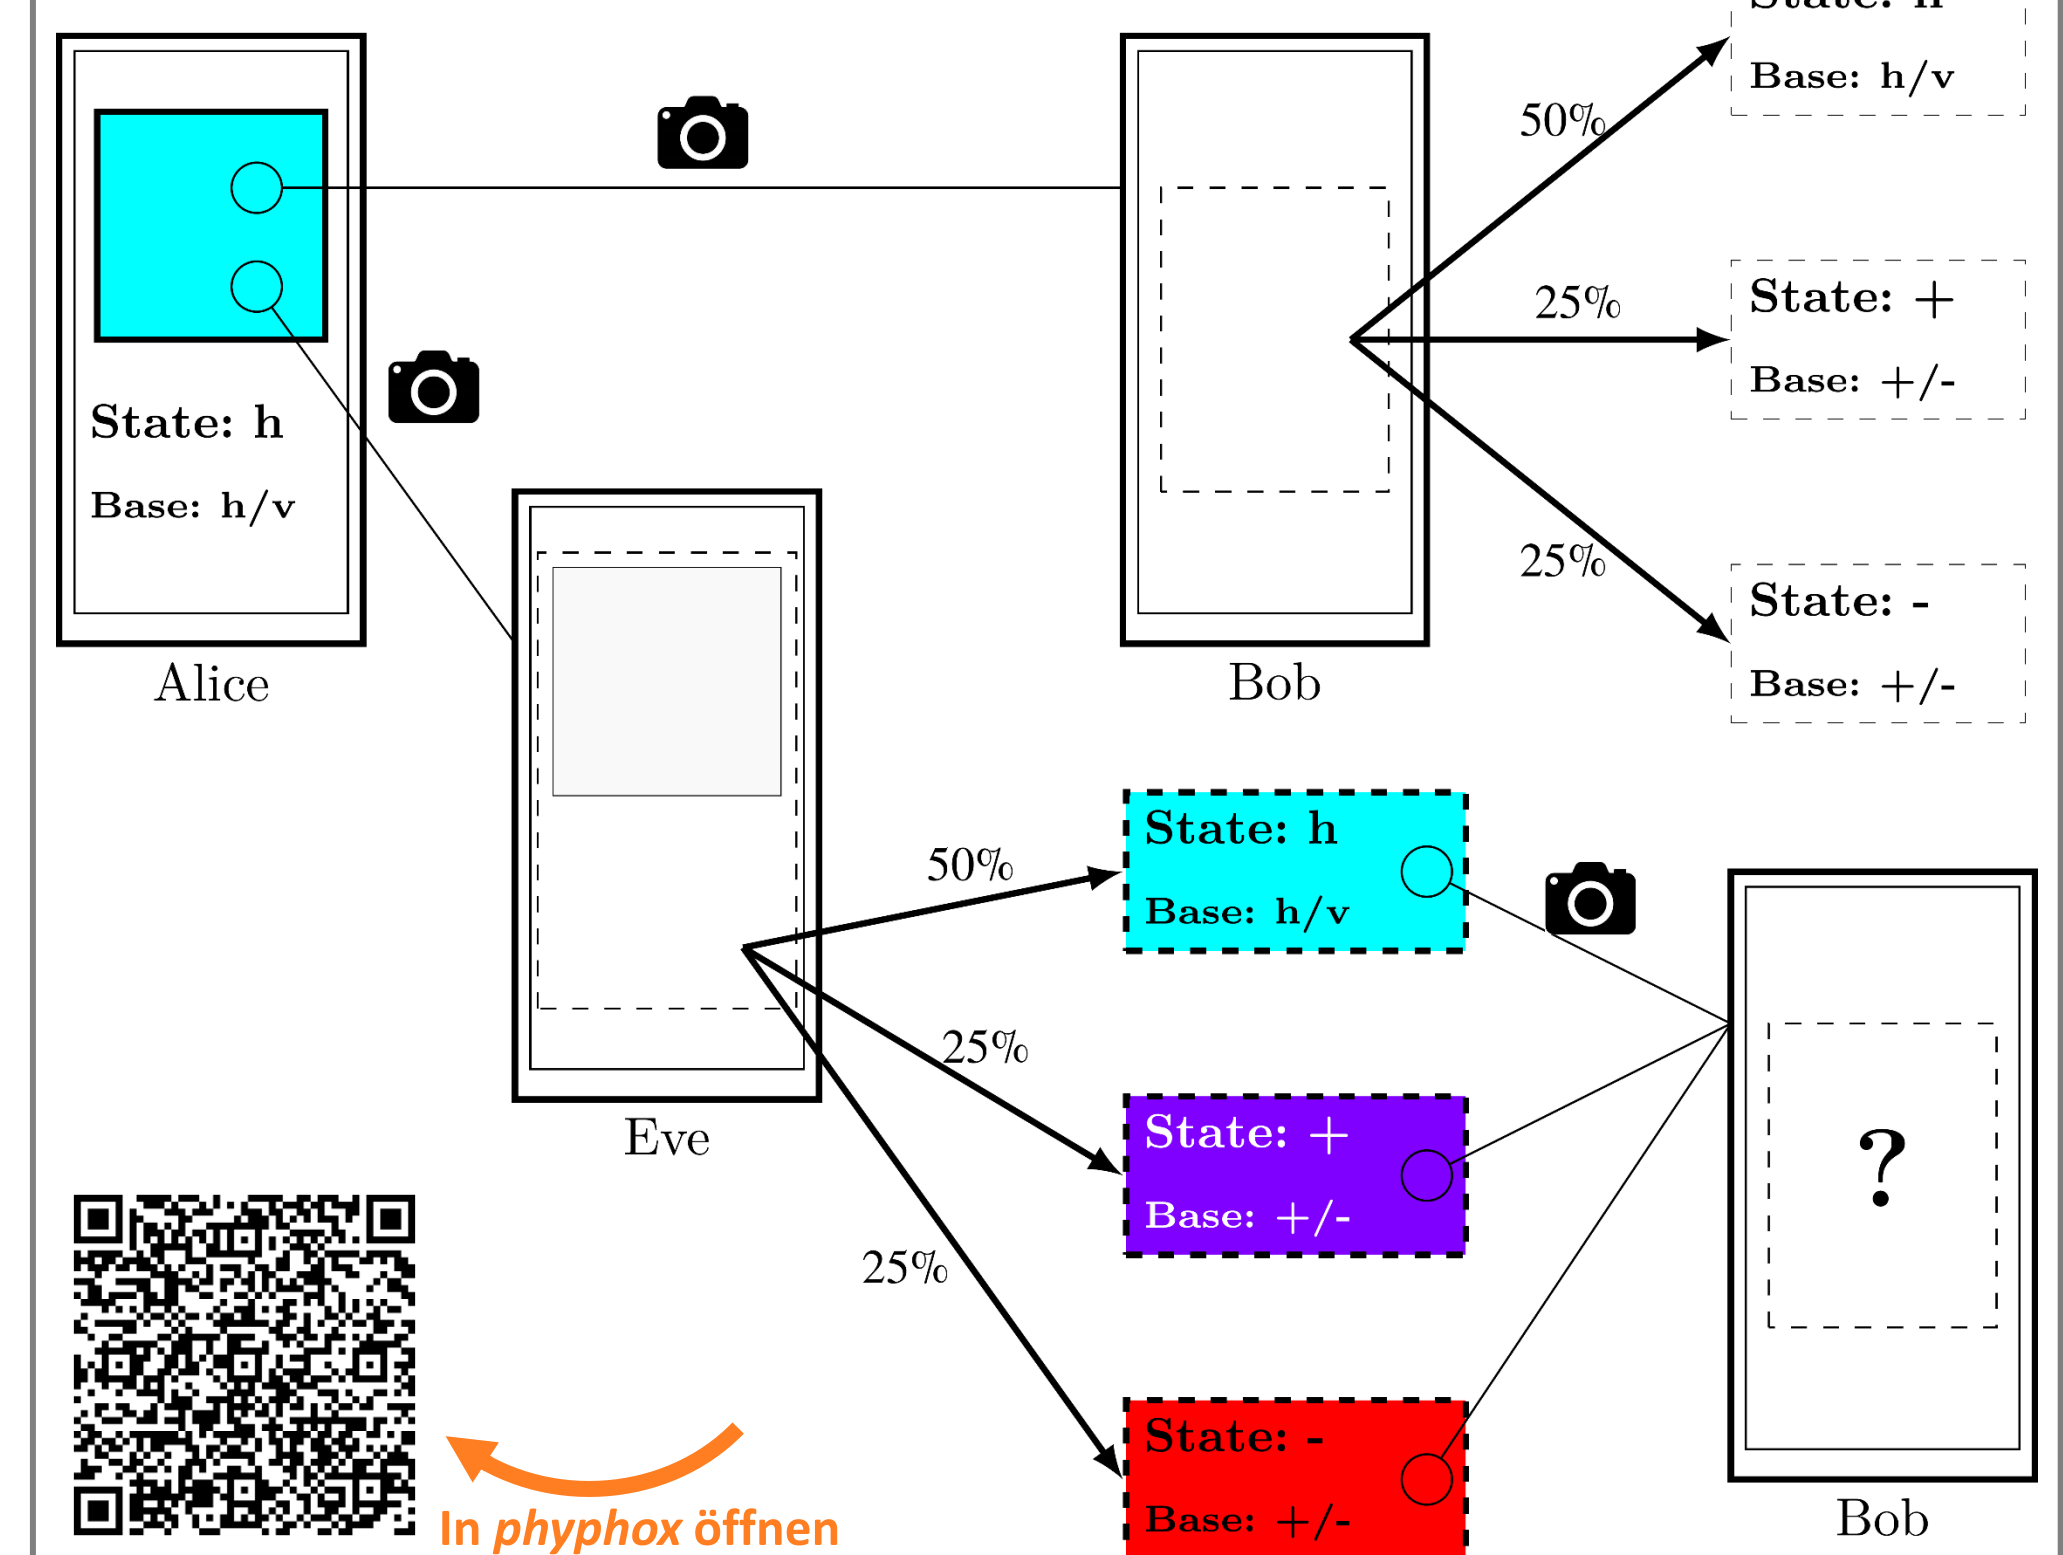 State: h
Base: h/v
50%
25%
State: +
Base: +/-
State: h
Base: h/v
25%
State: -
Base: +/-
Alice
Bob
50%
State: h
Base: h/v
25%
Eve
State: +
Base: +/-
?
25%
State: -
Base: +/-
In phyphox öffnen
Bob